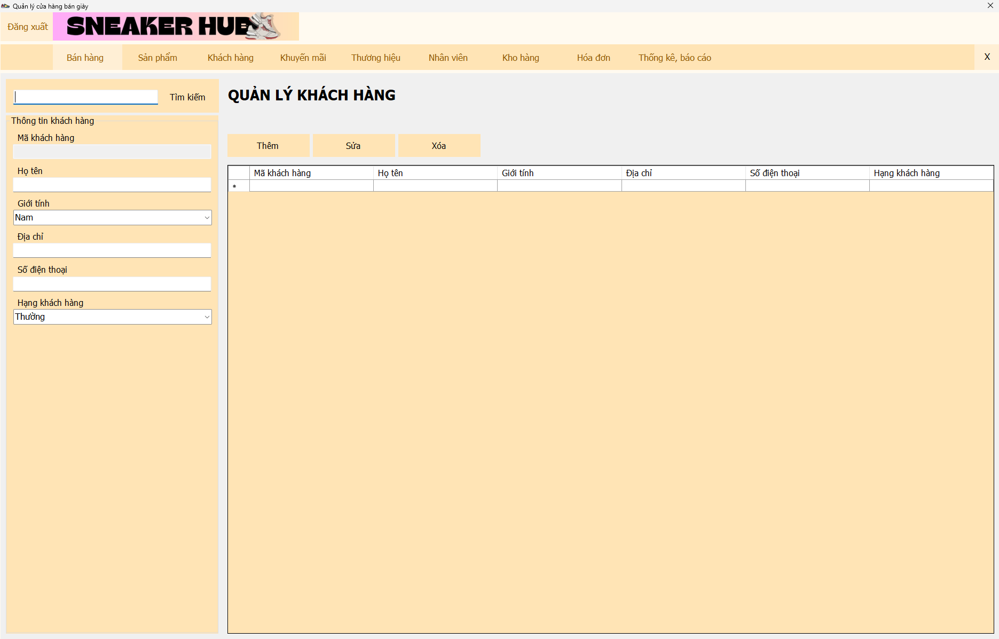 Quản lý cửa hàng bán giày
Đăng xuất
SNEAKER HUB
Bán hàng Sản phẩm Khách hàng Khuyến mãi Thương hiệu Nhân viên Kho hàng Hóa đơn Thống kê, báo cáo X
Tìm kiếm
QUẢN LÝ KHÁCH HÀNG
Thông tin khách hàng
Mã khách hàng
Họ tên
Giới tính
Nam
Địa chỉ
Số điện thoại
Hạng khách hàng
Thường
Thêm Sửa Xóa
Mã khách hàng Họ tên Giới tính Địa chỉ Số điện thoại Hạng khách hàng